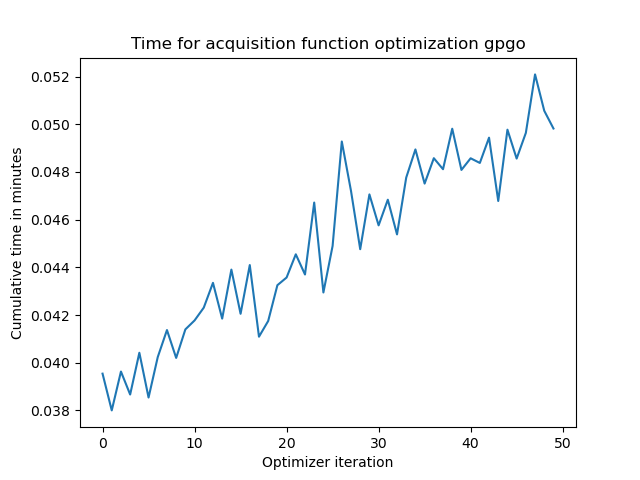 Time for acquisition function optimization gpgo
Cumulative time in minutes
0.052
0.050
0.048
0.046
0.044
0.042
0.040
0.038
0 10 20 30 40 50
Optimizer iteration